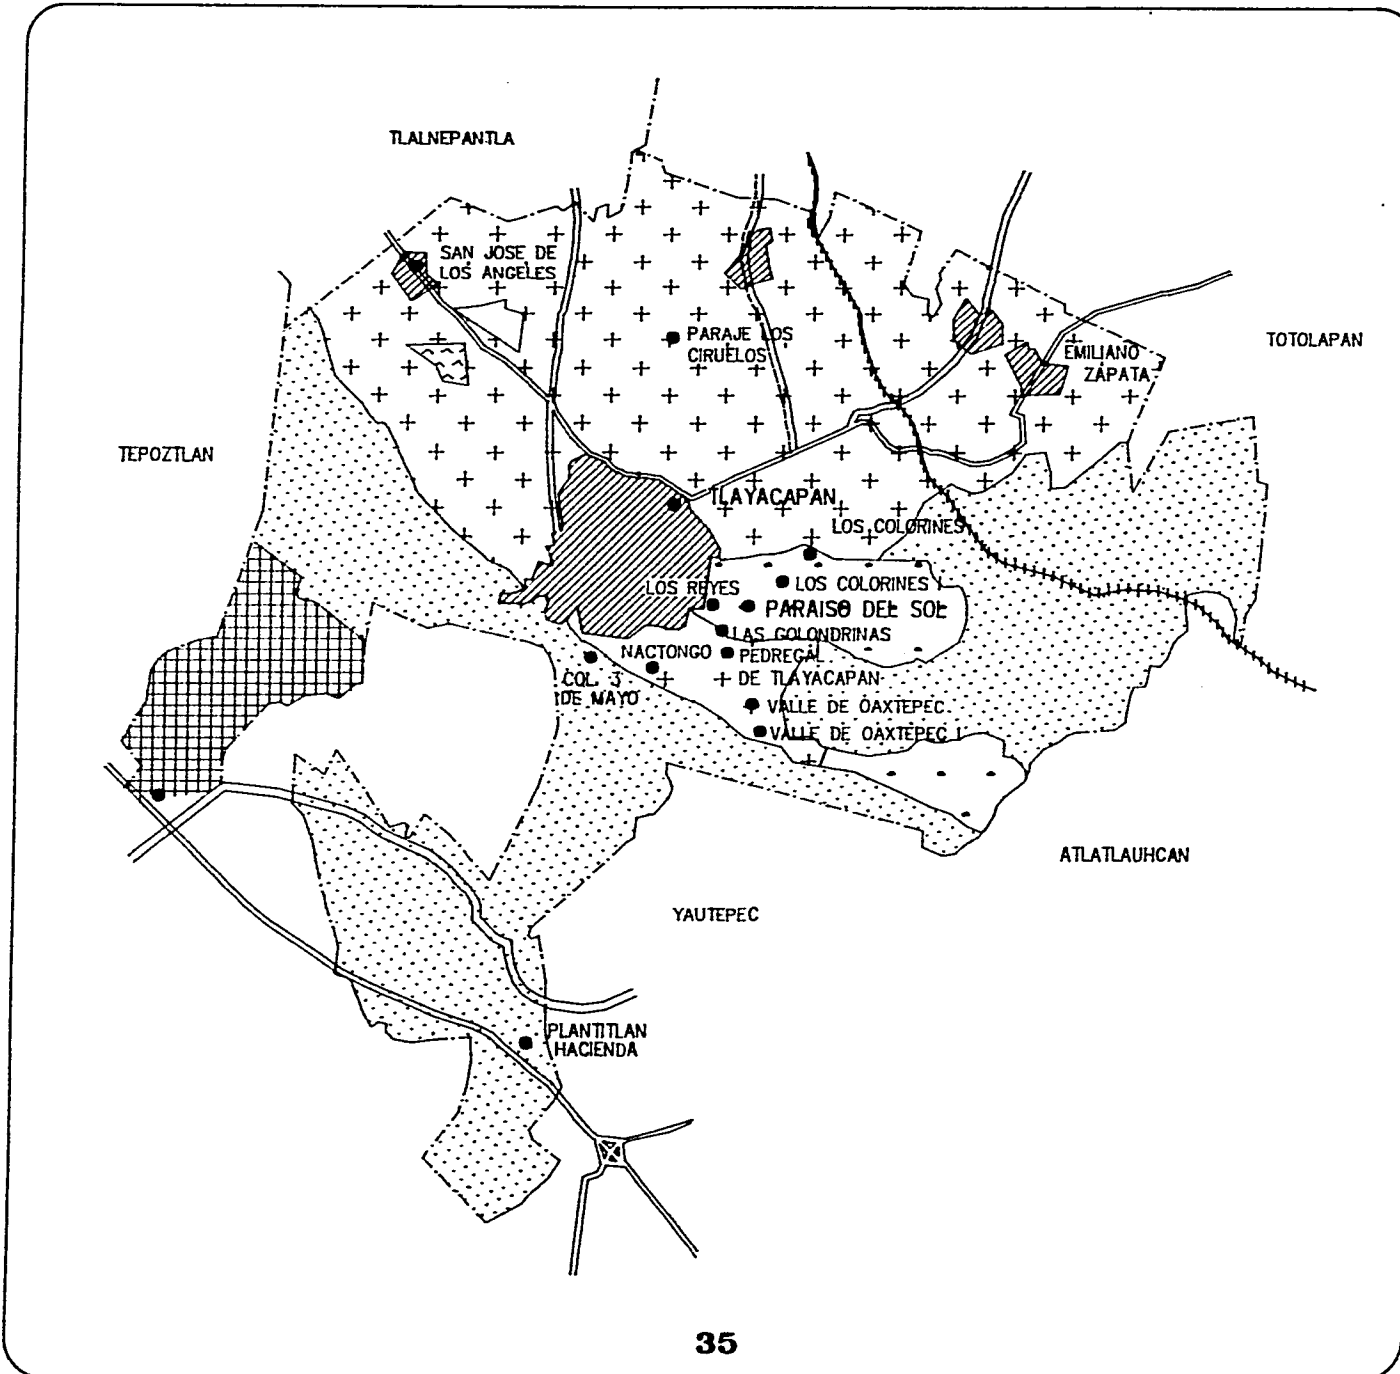 TLALNEPANTLA
SAN JOSE DE
LOS ANGELES
PARAJE LOS
CIRUELOS
EMILIANO
ZAPATA
TOTOLAPAN
TEPOZTLAN
TLAYACAPAN
LOS COLORINES
LOS REYES
LOS COLORINES I
PARAISO DEL SOL
LAS GOLONDRINAS
NACTONGO
PEDREGAL
DE TLAYACAPAN
COL. 3
DE MAYO
VALLE DE OAXTEPEC
VALLE DE OAXTEPEC I
ATLATLAUHCAN
YAUTEPEC
PLANTITLAN
HACIENDA
35